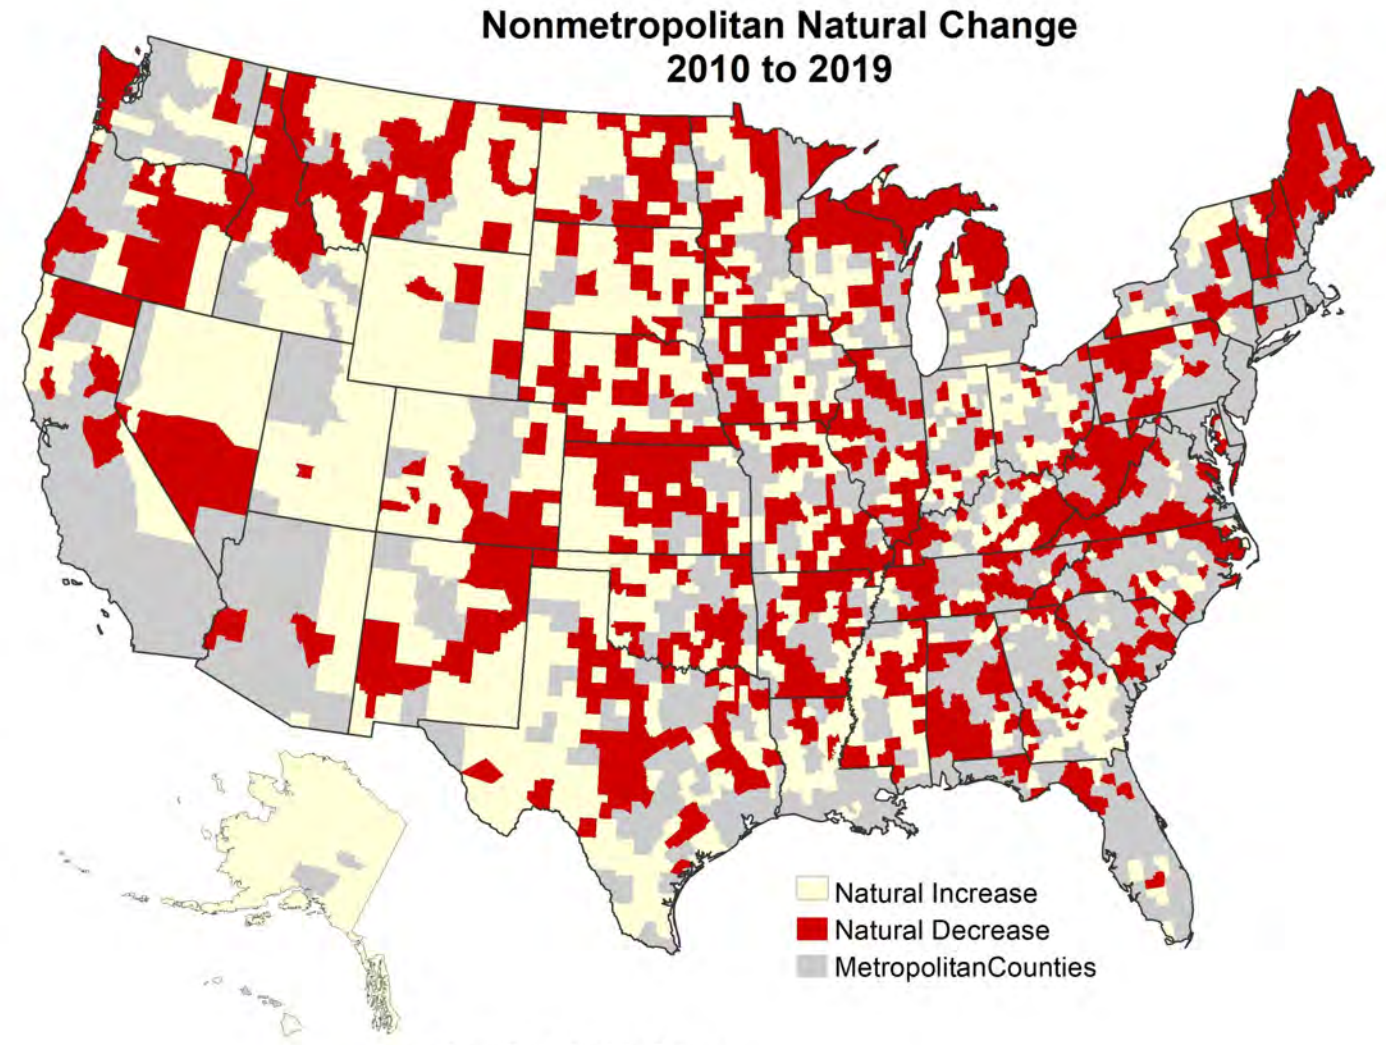 Nonmetropolitan Natural Change
2010 to 2019
Natural Increase
Natural Decrease
MetropolitanCounties